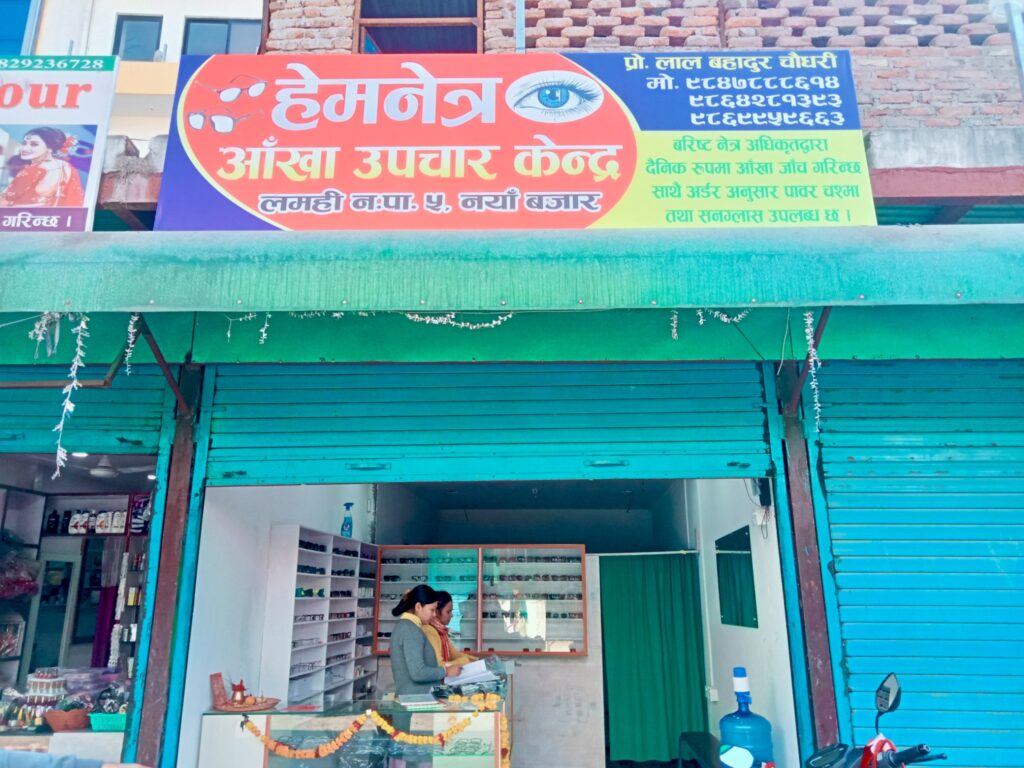 829236728
our
गरिन्छ ।
हेमनेत्र
आँखा उपचार केन्द्र
लमही न.पा. ५, नयाँ बजार
प्रो. लाल बहादुर चौधरी
मो. ९८४७८८८६१४
९८६४२८१३९३
९८६९९५९६६३
बरिष्ट नेत्र अधिकृतद्वारा
दैनिक रुपमा आँखा जाँच गरिन्छ
साथै अर्डर अनुसार पावर चश्मा
तथा सनग्लास उपलब्ध छ ।